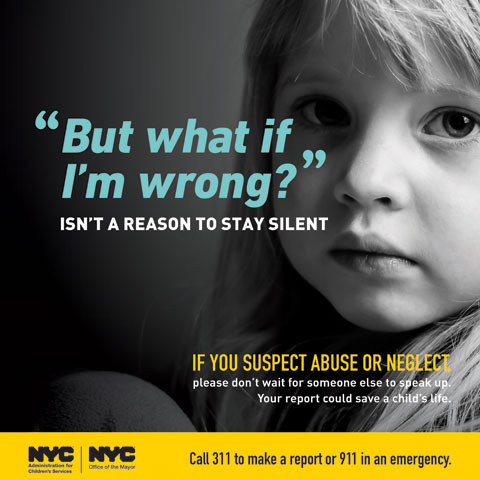 “But what if
I’m wrong?”
ISN’T A REASON TO STAY SILENT
IF YOU SUSPECT ABUSE OR NEGLECT,
please don’t wait for someone else to speak up.
Your report could save a child’s life.
NYC
Administration for
Children’s Services
NYC
Office of the Mayor
Call 311 to make a report or 911 in an emergency.